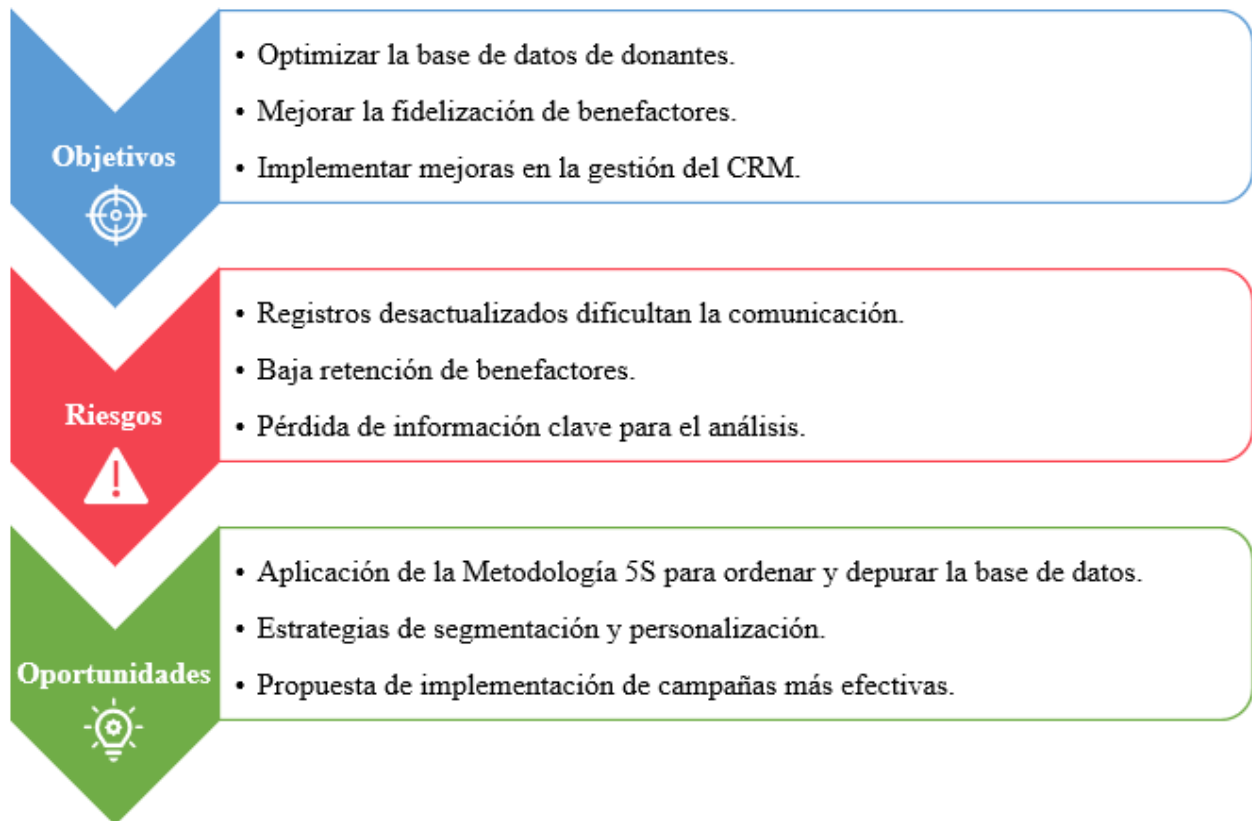 Objetivos
• Optimizar la base de datos de donantes.
• Mejorar la fidelización de benefactores.
• Implementar mejoras en la gestión del CRM.
Riesgos
• Registros desactualizados dificultan la comunicación.
• Baja retención de benefactores.
• Pérdida de información clave para el análisis.
Oportunidades
• Aplicación de la Metodología 5S para ordenar y depurar la base de datos.
• Estrategias de segmentación y personalización.
• Propuesta de implementación de campañas más efectivas.